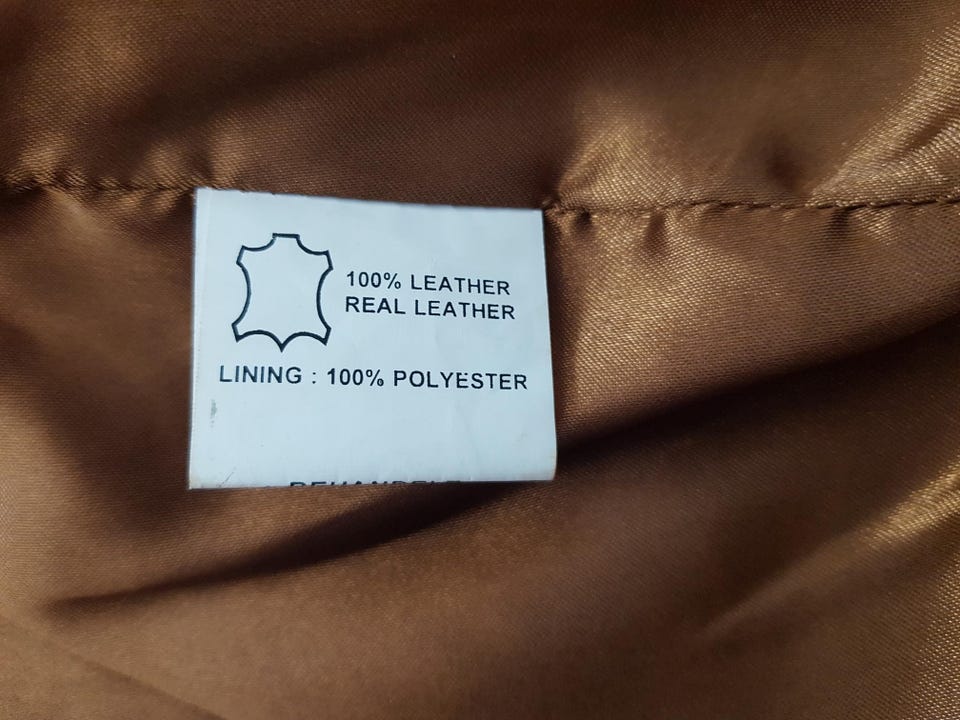 100% LEATHER
REAL LEATHER
LINING : 100% POLYESTER